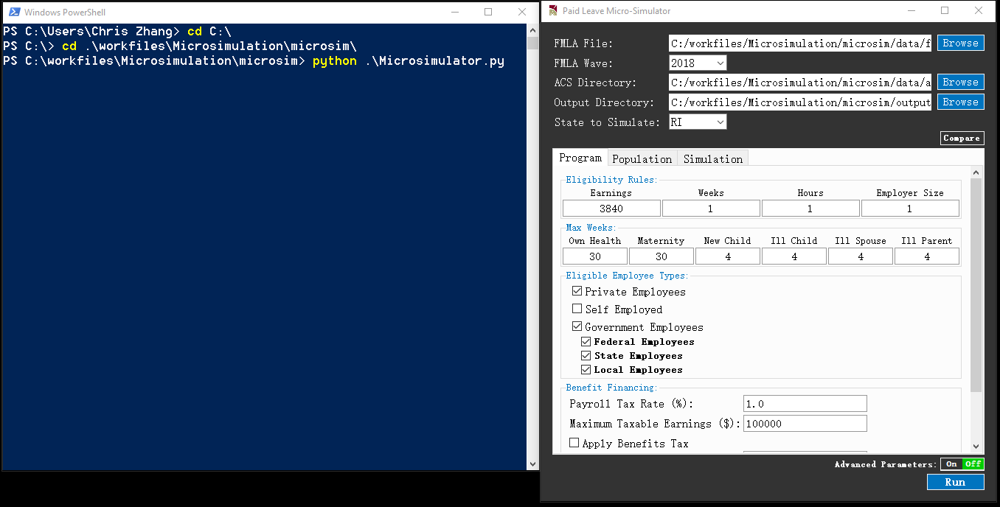 Windows PowerShell
PS C:\Users\Chris Zhang> cd C:\
PS C:\> cd .\workfiles\Microsimulation\microsim\
PS C:\workfiles\Microsimulation\microsim> python .\Microsimulator.py
Paid Leave Micro-Simulator
FMLA File: C:/workfiles/Microsimulation/microsim/data/f Browse
FMLA Wave: 2018
ACS Directory: C:/workfiles/Microsimulation/microsim/data/a Browse
Output Directory: C:/workfiles/Microsimulation/microsim/output Browse
State to Simulate: RI
Compare
Program Population Simulation
Eligibility Rules:
Earnings Weeks Hours Employer Size
3840 1 1 1
Max Weeks:
Own Health Maternity New Child Ill Child Ill Spouse Ill Parent
30 30 4 4 4 4
Eligible Employee Types:
Private Employees
Self Employed
Government Employees
Federal Employees
State Employees
Local Employees
Benefit Financing:
Payroll Tax Rate (%): 1.0
Maximum Taxable Earnings ($): 100000
Apply Benefits Tax
Advanced Parameters: On Off
Run